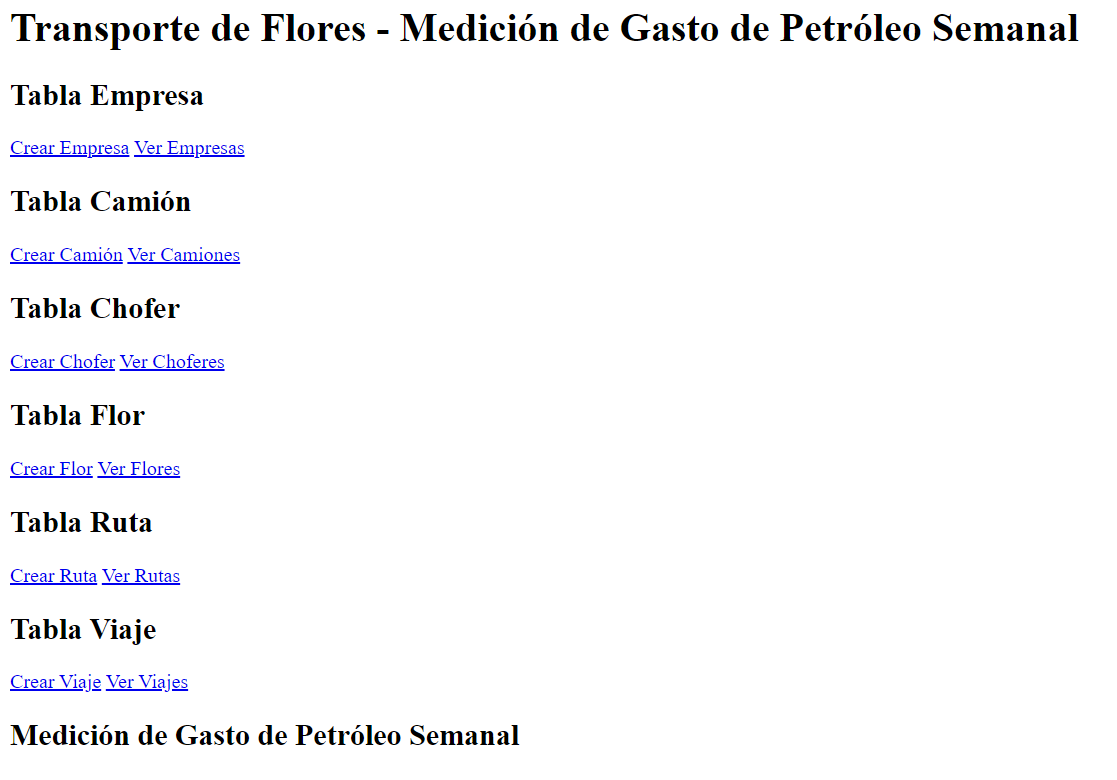 Transporte de Flores - Medición de Gasto de Petróleo Semanal
Tabla Empresa
Crear Empresa Ver Empresas
Tabla Camión
Crear Camión Ver Camiones
Tabla Chofer
Crear Chofer Ver Choferes
Tabla Flor
Crear Flor Ver Flores
Tabla Ruta
Crear Ruta Ver Rutas
Tabla Viaje
Crear Viaje Ver Viajes
Medición de Gasto de Petróleo Semanal